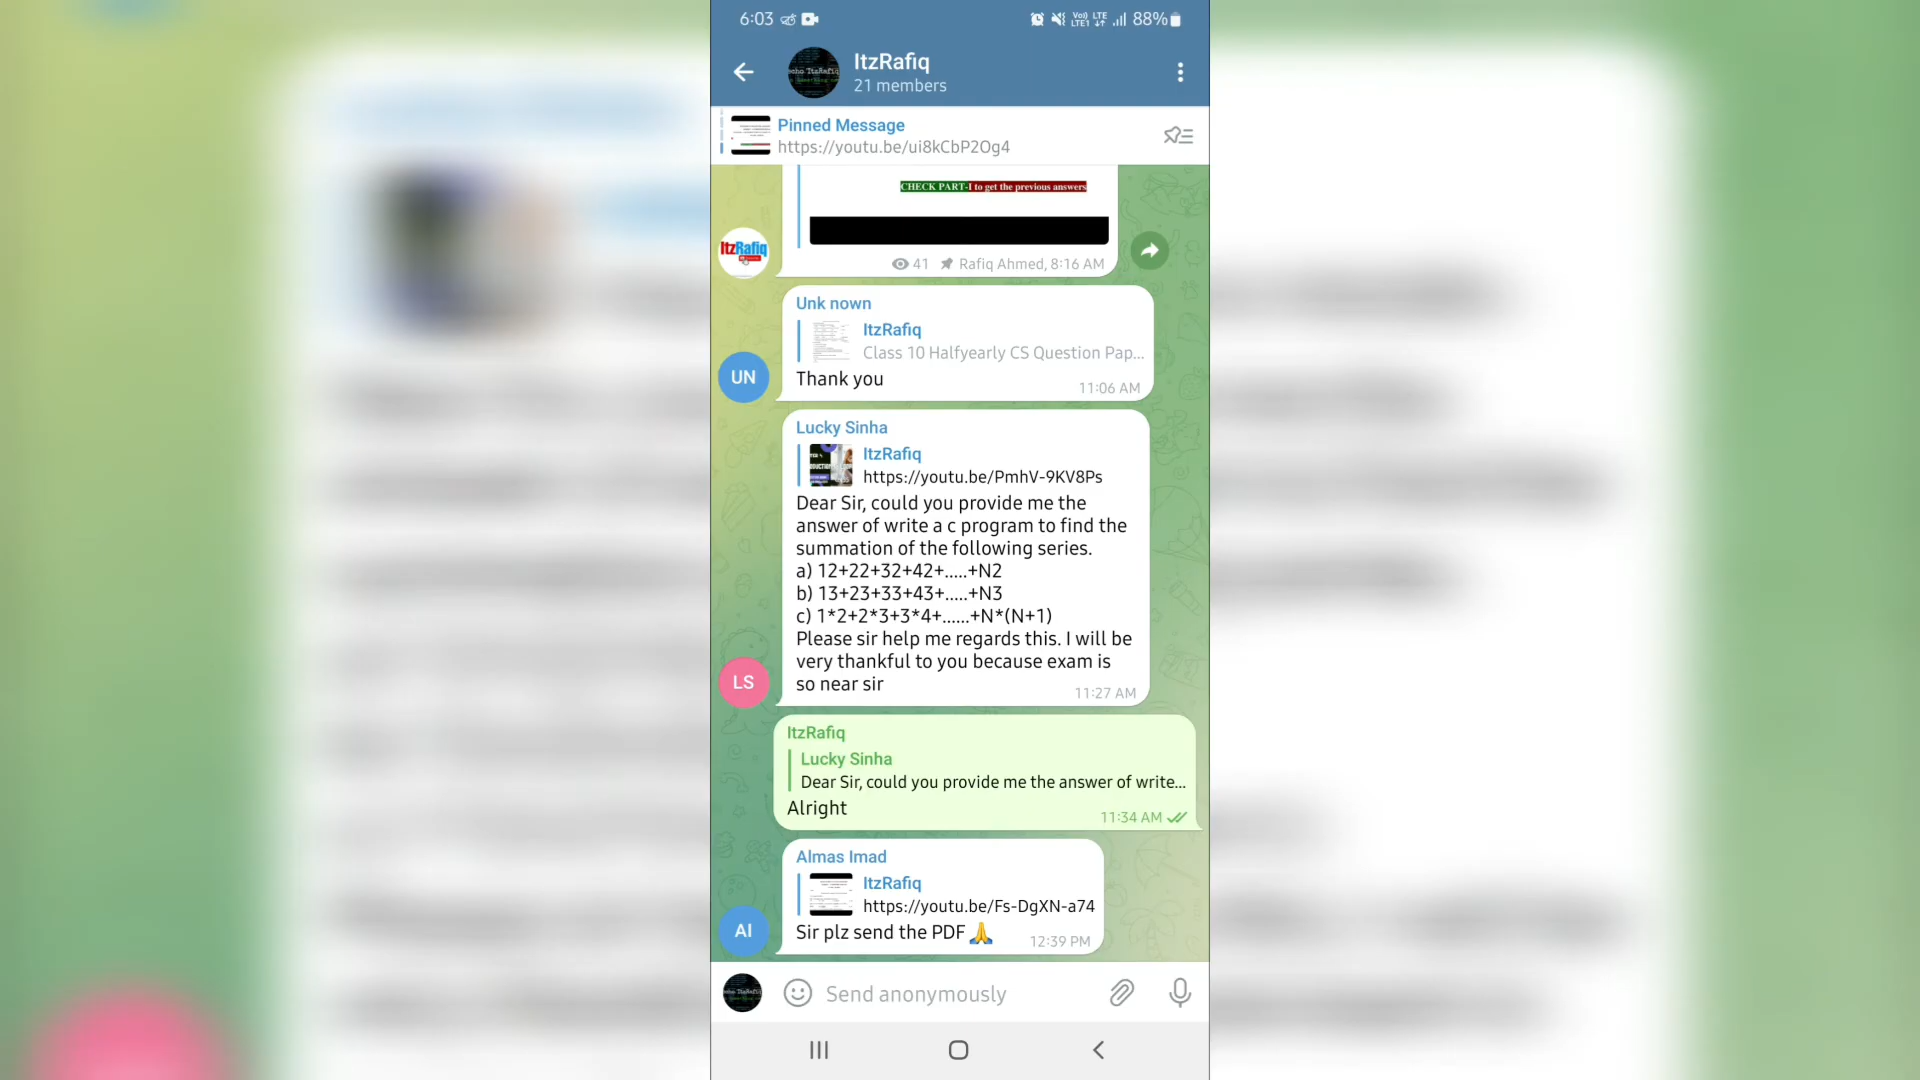 6:03
Vo)) LTE
LTE1
88%
ItzRafiq
21 members
Pinned Message
https://youtu.be/ui8kCbP2Og4
CHECK PART-I to get the previous answers
ItzRafiq
41 Rafiq Ahmed, 8:16 AM
Unk nown
ItzRafiq
Class 10 Halfyearly CS Question Pap...
UN
Thank you
11:06 AM
Lucky Sinha
ItzRafiq
https://youtu.be/PmhV-9KV8Ps
Dear Sir, could you provide me the
answer of write a c program to find the
summation of the following series.
a) 12+22+32+42+.....+N2
b) 13+23+33+43+.....+N3
c) 1*2+2*3+3*4+......+N*(N+1)
Please sir help me regards this. I will be
very thankful to you because exam is
so near sir
LS
11:27 AM
ItzRafiq
Lucky Sinha
Dear Sir, could you provide me the answer of write...
Alright
11:34 AM
Almas Imad
ItzRafiq
https://youtu.be/Fs-DgXN-a74
AI
Sir plz send the PDF🙏
12:39 PM
Send anonymously